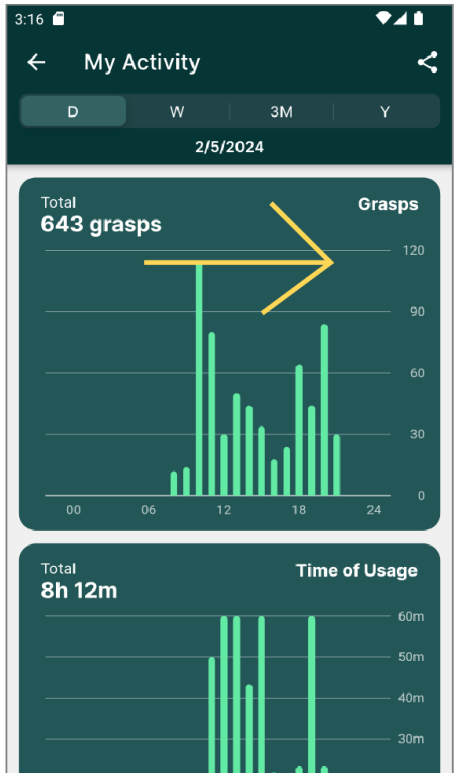 3:16
My Activity
D W 3M Y
2/5/2024
Total
Grasps
643 grasps
120
90
60
30
0
00 06 12 18 24
Total
Time of Usage
8h 12m
60m
50m
40m
30m